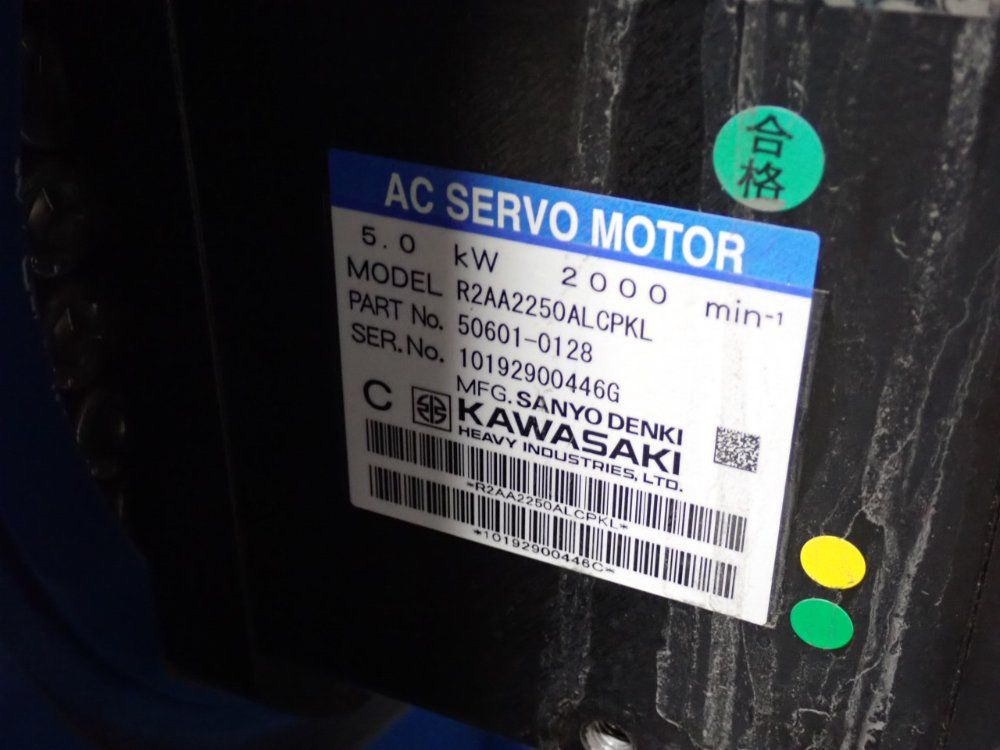 合格
AC SERVO MOTOR
5.0 kW 2000 min-1
MODEL R2AA2250ALCPKL
PART No. 50601-0128
SER.No. 10192900446G
C MFG. SANYO DENKI
KAWASAKI
HEAVY INDUSTRIES, LTD.
*R2AA2250ALCPKL*
*10192900446C*